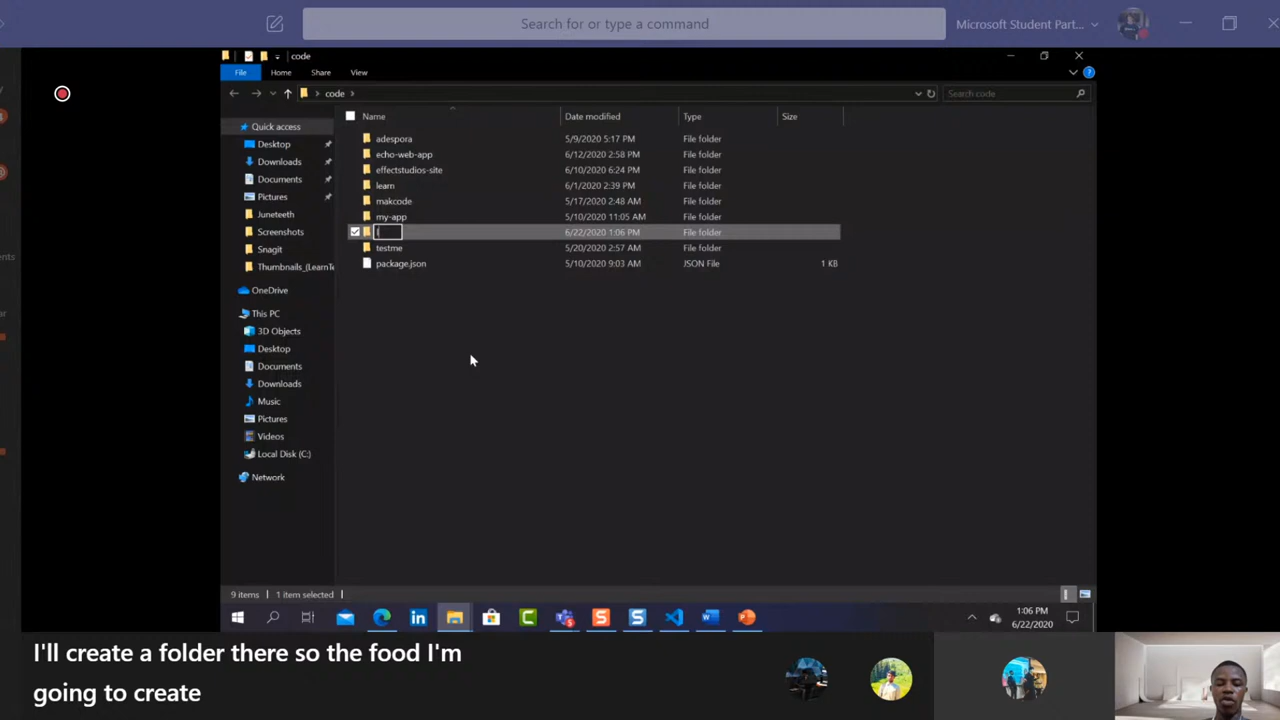 Search for or type a command
Microsoft Student Part...
code
File Home Share View
code
Search code
Name Date modified Type Size
Quick access
Desktop
Downloads
Documents
Pictures
Juneteeth
Screenshots
Snagit
Thumbnails_(LearnTe
OneDrive
This PC
3D Objects
Desktop
Documents
Downloads
Music
Pictures
Videos
Local Disk (C:)
Network
adespora 5/9/2020 5:17 PM File folder
echo-web-app 6/12/2020 2:58 PM File folder
effectstudios-site 6/10/2020 6:24 PM File folder
learn 6/1/2020 2:39 PM File folder
makcode 5/17/2020 2:48 AM File folder
my-app 5/10/2020 11:05 AM File folder
6/22/2020 1:06 PM File folder
testme 5/20/2020 2:57 AM File folder
package.json 5/10/2020 9:03 AM JSON File 1 KB
9 items 1 item selected
1:06 PM
6/22/2020
I'll create a folder there so the food I'm
going to create